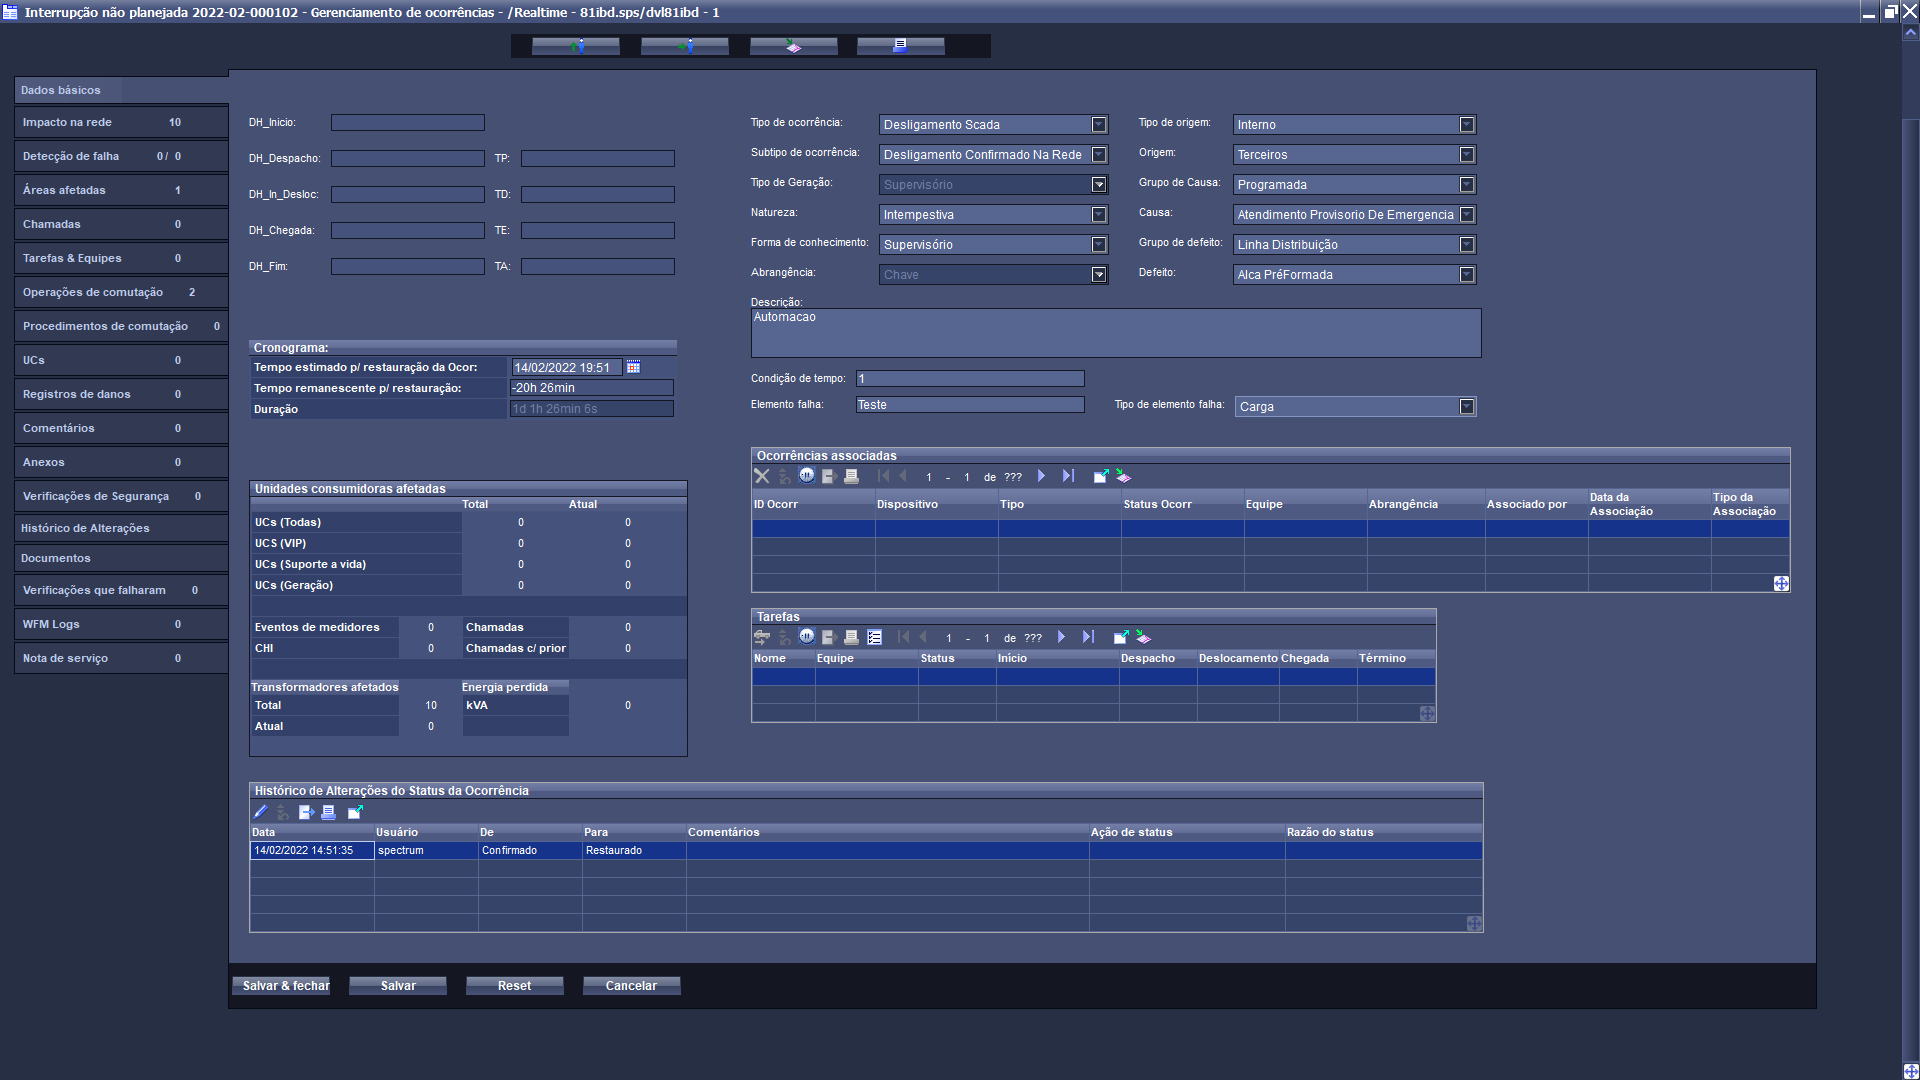 Interrupção não planejada 2022-02-000102 - Gerenciamento de ocorrências - /Realtime - 81ibd.sps/dvl81ibd - 1
Dados básicos
Impacto na rede 10
Detecção de falha 0 / 0
Áreas afetadas 1
Chamadas 0
Tarefas & Equipes 0
Operações de comutação 2
Procedimentos de comutação 0
UCs 0
Registros de danos 0
Comentários 0
Anexos 0
Verificações de Segurança 0
Histórico de Alterações
Documentos
Verificações que falharam 0
WFM Logs 0
Nota de serviço 0
DH_Inicio:
DH_Despacho: TP:
DH_In_Desloc: TD:
DH_Chegada: TE:
DH_Fim: TA:
Cronograma:
Tempo estimado p/ restauração da Ocor: 14/02/2022 19:51
Tempo remanescente p/ restauração: -20h 26min
Duração 1d 1h 26min 6s
Unidades consumidoras afetadas
Total Atual
UCs (Todas) 0 0
UCS (VIP) 0 0
UCs (Suporte a vida) 0 0
UCs (Geração) 0 0
Eventos de medidores 0 Chamadas 0
CHI 0 Chamadas c/ prior 0
Transformadores afetados Energia perdida
Total 10 kVA 0
Atual 0
Tipo de ocorrência: Desligamento Scada Tipo de origem: Interno
Subtipo de ocorrência: Desligamento Confirmado Na Rede Origem: Terceiros
Tipo de Geração: Supervisório Grupo de Causa: Programada
Natureza: Intempestiva Causa: Atendimento Provisorio De Emergencia
Forma de conhecimento: Supervisório Grupo de defeito: Linha Distribuição
Abrangência: Chave Defeito: Alca PréFormada
Descrição:
Automacao
Condição de tempo: 1
Elemento falha: Teste Tipo de elemento falha: Carga
Ocorrências associadas
1 - 1 de ???
ID Ocorr Dispositivo Tipo Status Ocorr Equipe Abrangência Associado por Data da Associação Tipo da Associação
Tarefas
1 - 1 de ???
Nome Equipe Status Início Despacho Deslocamento Chegada Término
Histórico de Alterações do Status da Ocorrência
Data Usuário De Para Comentários Ação de status Razão do status
14/02/2022 14:51:35 spectrum Confirmado Restaurado
Salvar & fechar Salvar Reset Cancelar